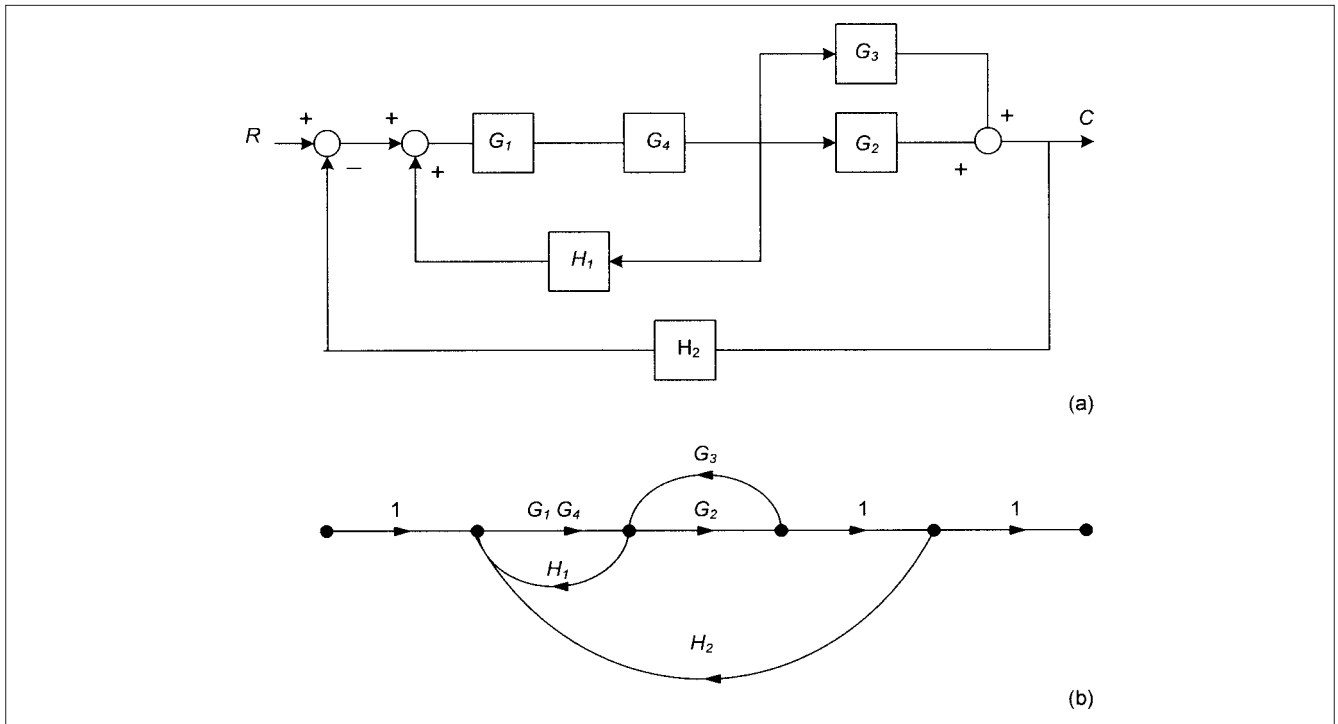 G3
+ + + C
R G1 G4 G2
− + +
H1
H2
(a)
G3
1 G1 G4 G2 1 1
H1
H2
(b)